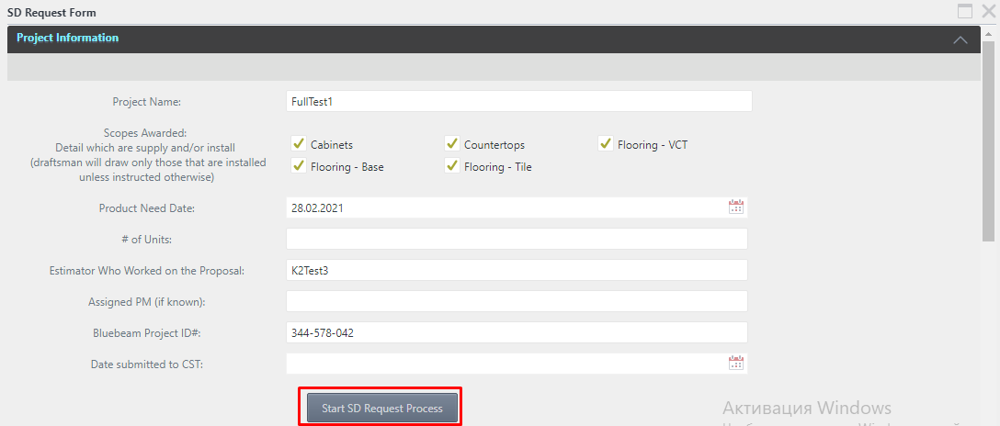 SD Request Form
Project Information
Project Name: FullTest1
Scopes Awarded:
Detail which are supply and/or install
(draftsman will draw only those that are installed
unless instructed otherwise)
Cabinets Countertops Flooring - VCT
Flooring - Base Flooring - Tile
Product Need Date: 28.02.2021
# of Units:
Estimator Who Worked on the Proposal: K2Test3
Assigned PM (if known):
Bluebeam Project ID#: 344-578-042
Date submitted to CST:
Start SD Request Process
Активация Windows